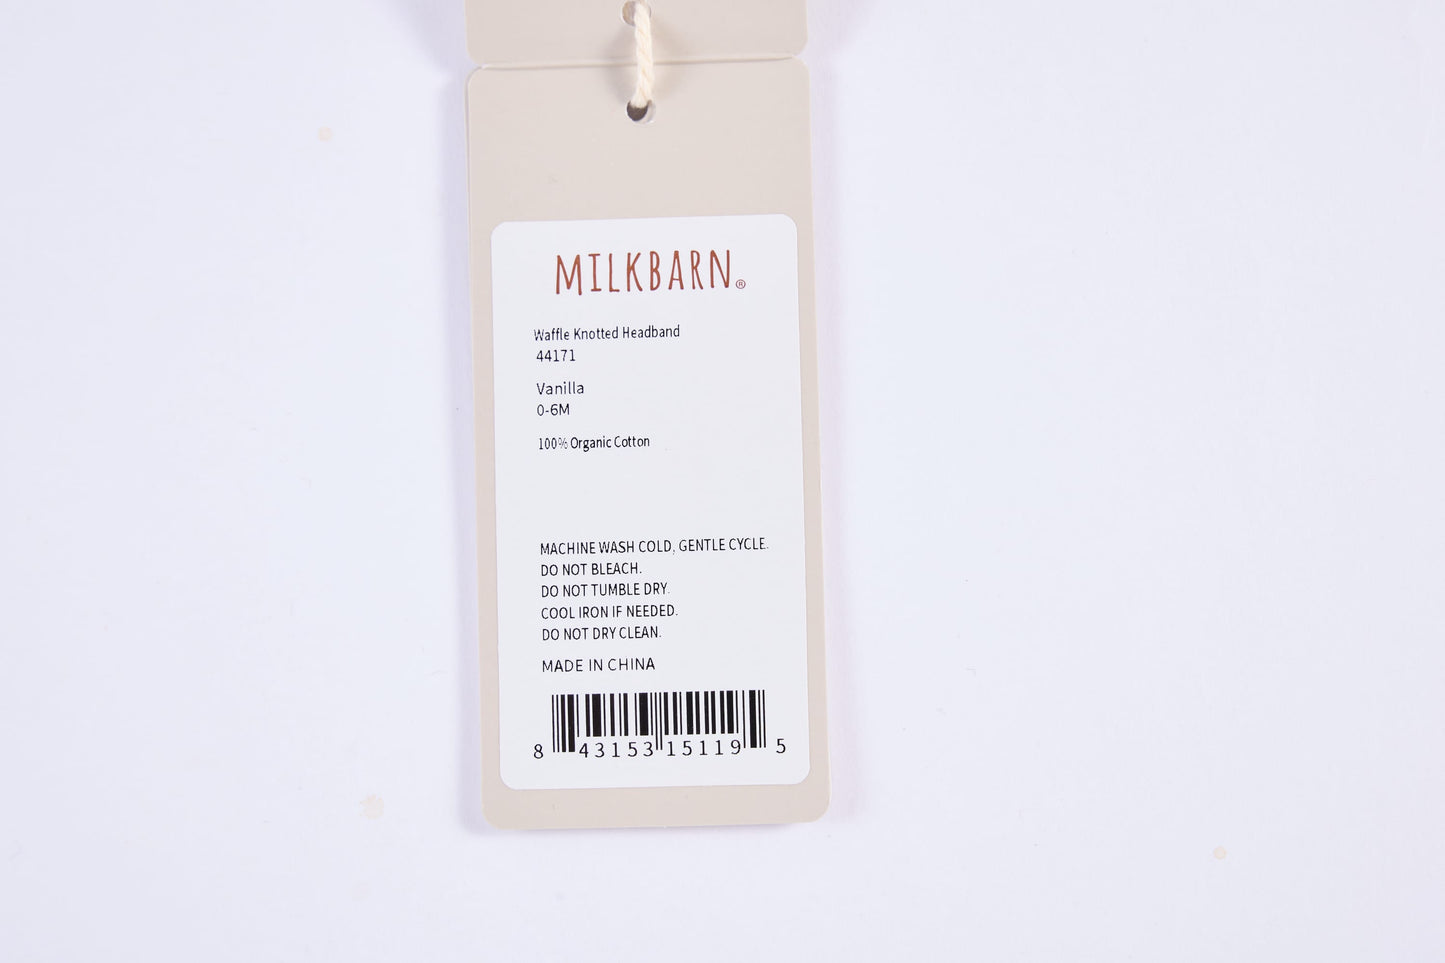 MILKBARN®
Waffle Knotted Headband
44171
Vanilla
0-6M
100% Organic Cotton
MACHINE WASH COLD, GENTLE CYCLE.
DO NOT BLEACH.
DO NOT TUMBLE DRY.
COOL IRON IF NEEDED.
DO NOT DRY CLEAN.
MADE IN CHINA
8 43153 15119 5